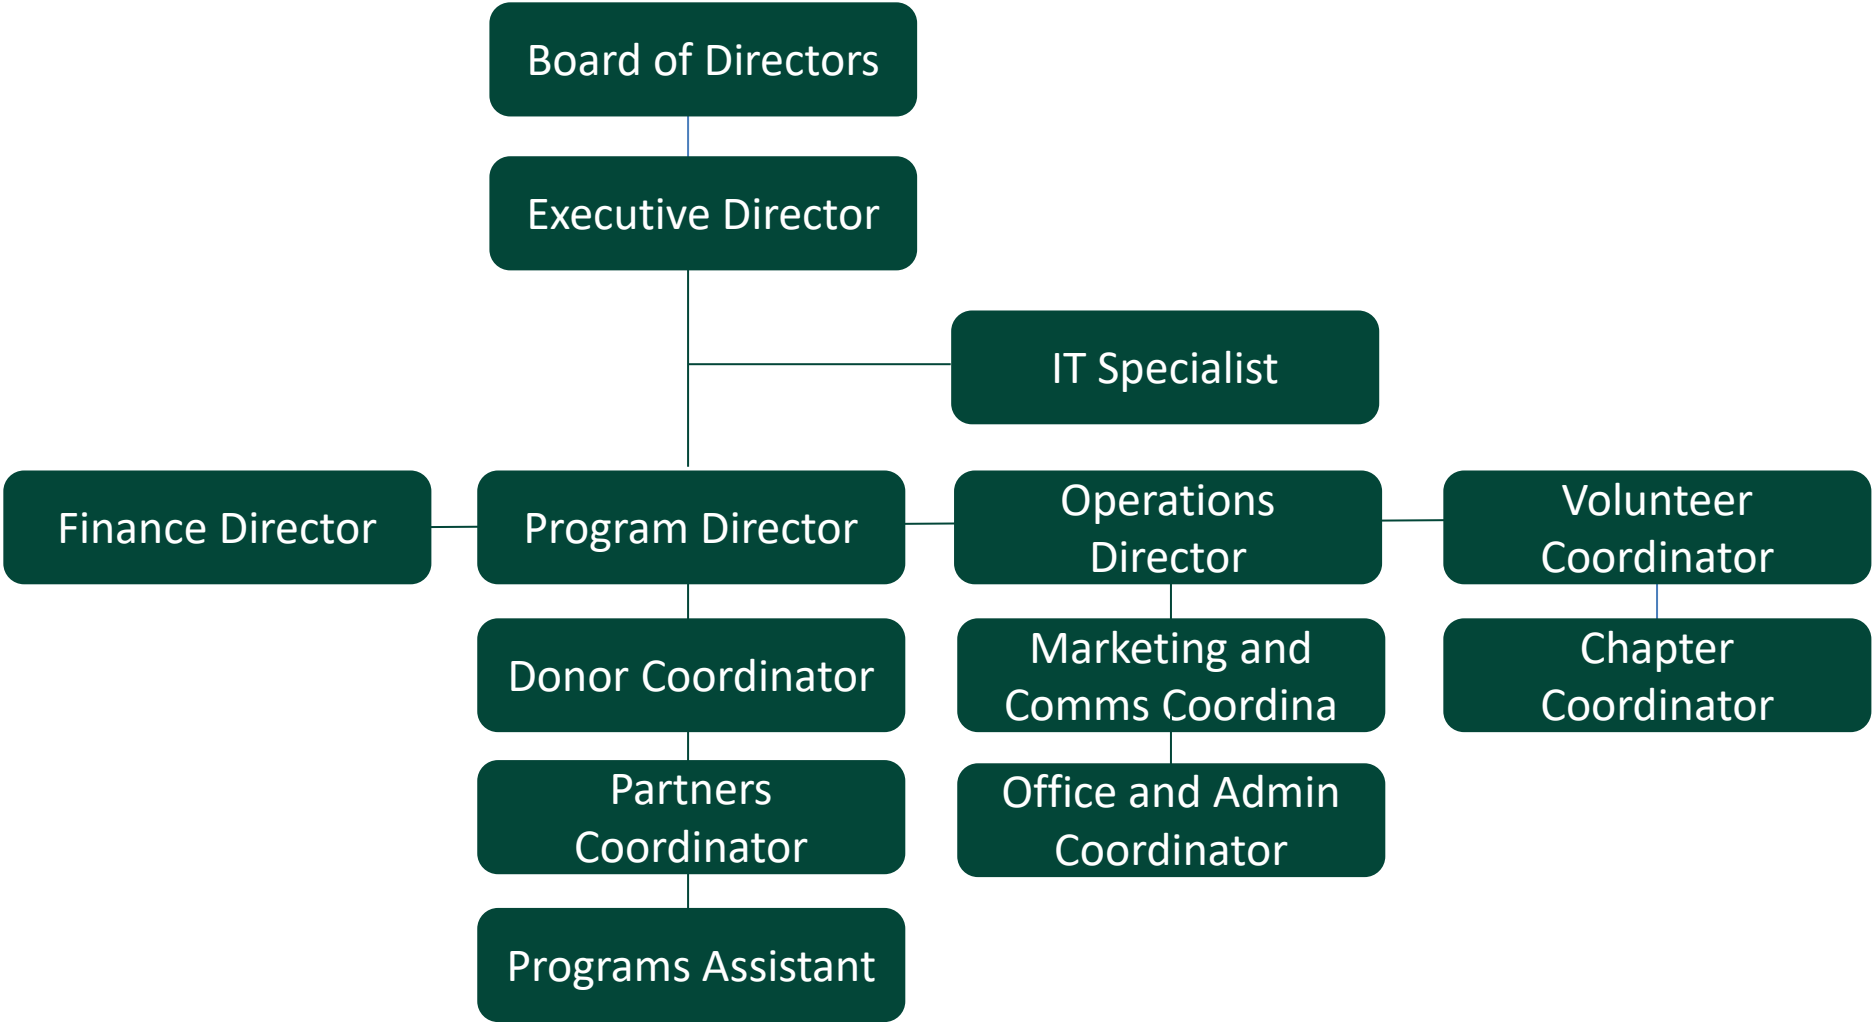 Board of Directors
Executive Director
IT Specialist
Finance Director
Program Director
Operations
Director
Volunteer
Coordinator
Donor Coordinator
Marketing and
Comms Coordina
Chapter
Coordinator
Partners
Coordinator
Office and Admin
Coordinator
Programs Assistant